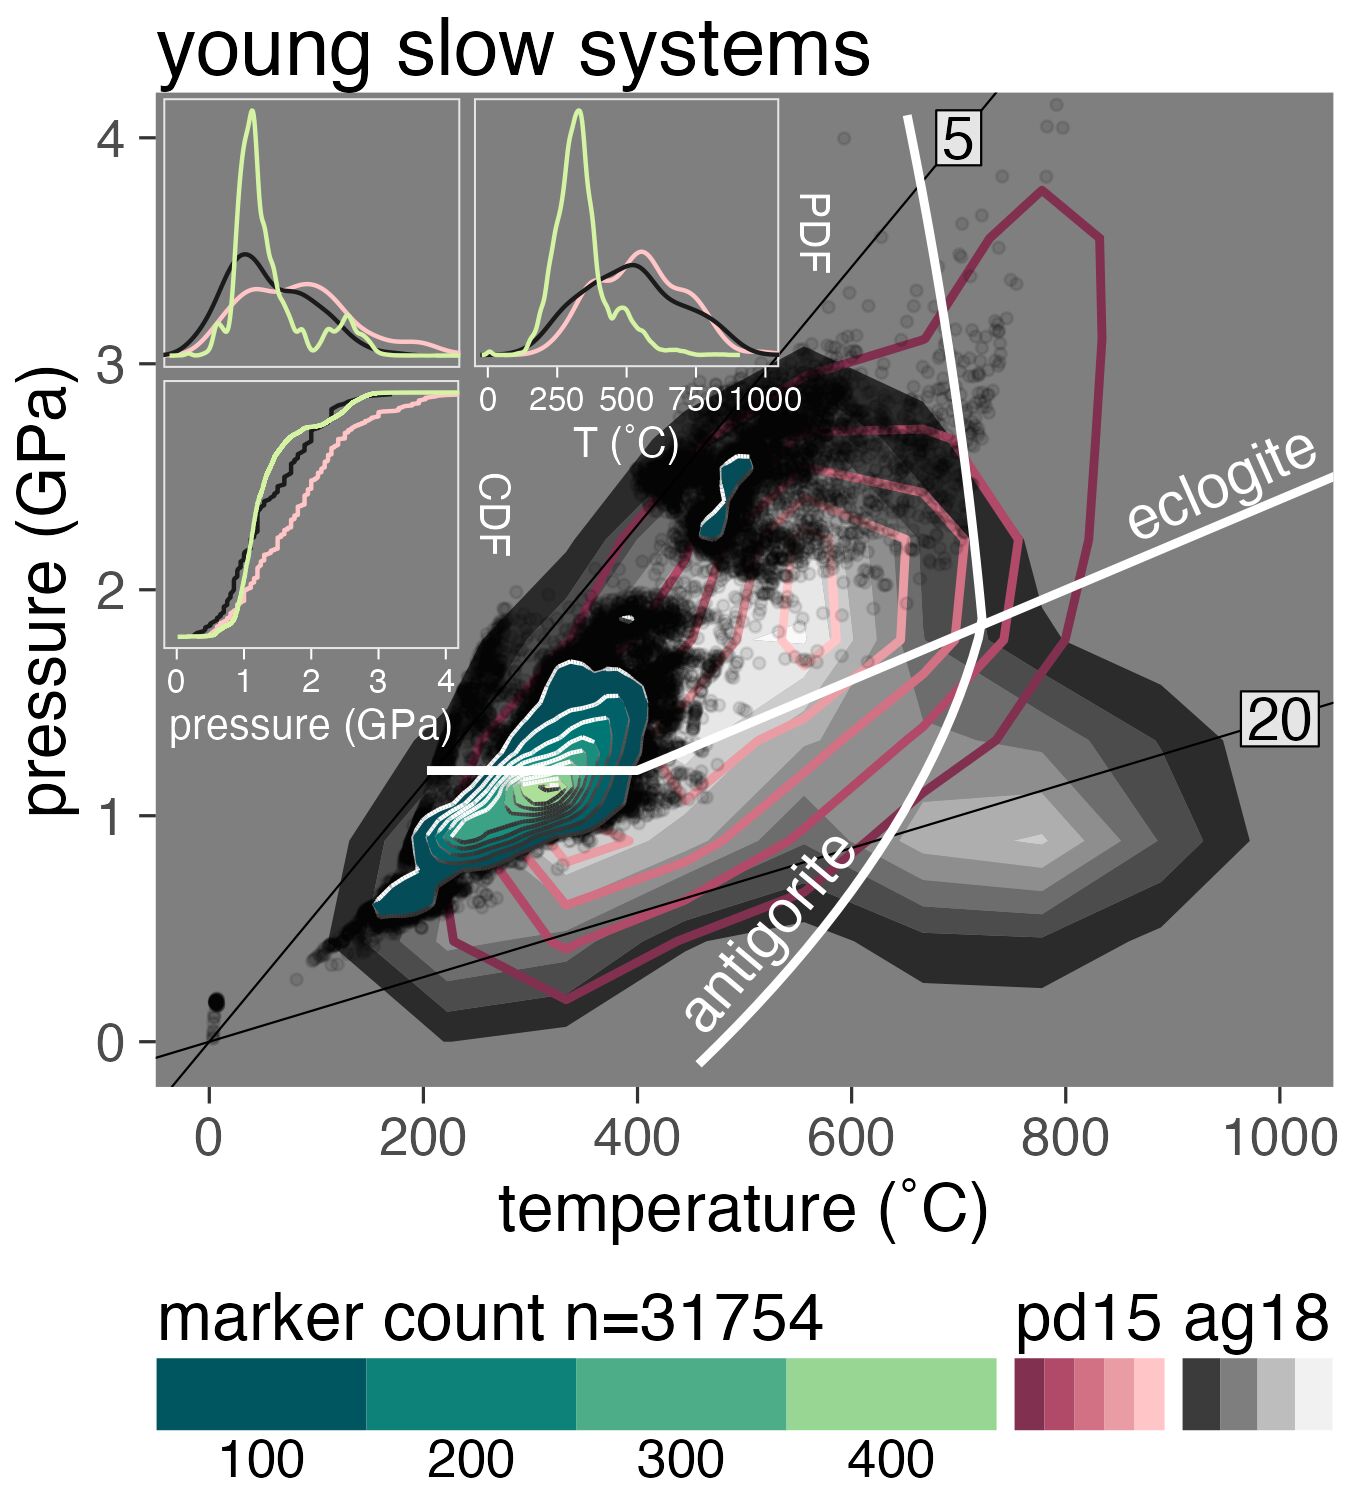 young slow systems
4
3
2
1
0
pressure (GPa)
5
PDF
0 250 500 750 1000
T (˚C)
CDF
0 1 2 3 4
pressure (GPa)
eclogite
20
antigorite
0 200 400 600 800 1000
temperature (˚C)
marker count n=31754
pd15 ag18
100 200 300 400